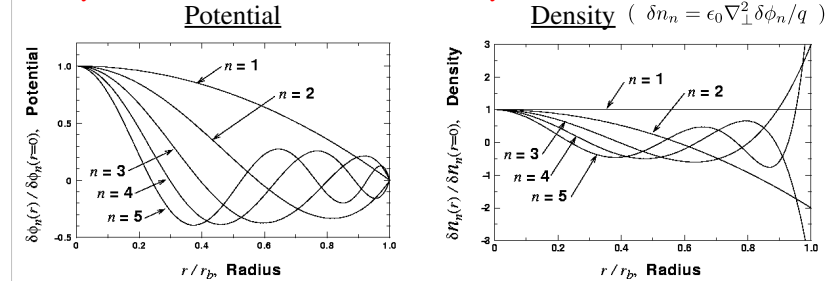 Potential
Density ( δn_n = ϵ_0 ∇_⊥^2 δϕ_n / q )
δϕ_n(r) / δϕ_n(r=0), Potential
1.0
0.5
0
-0.5
n = 1
n = 2
n = 3
n = 4
n = 5
0.0 0.2 0.4 0.6 0.8 1.0
r / r_b, Radius
δn_n(r) / δn_n(r=0), Density
3
2
1
0
-1
-2
-3
n = 1
n = 2
n = 3
n = 4
n = 5
0.0 0.2 0.4 0.6 0.8 1.0
r / r_b, Radius